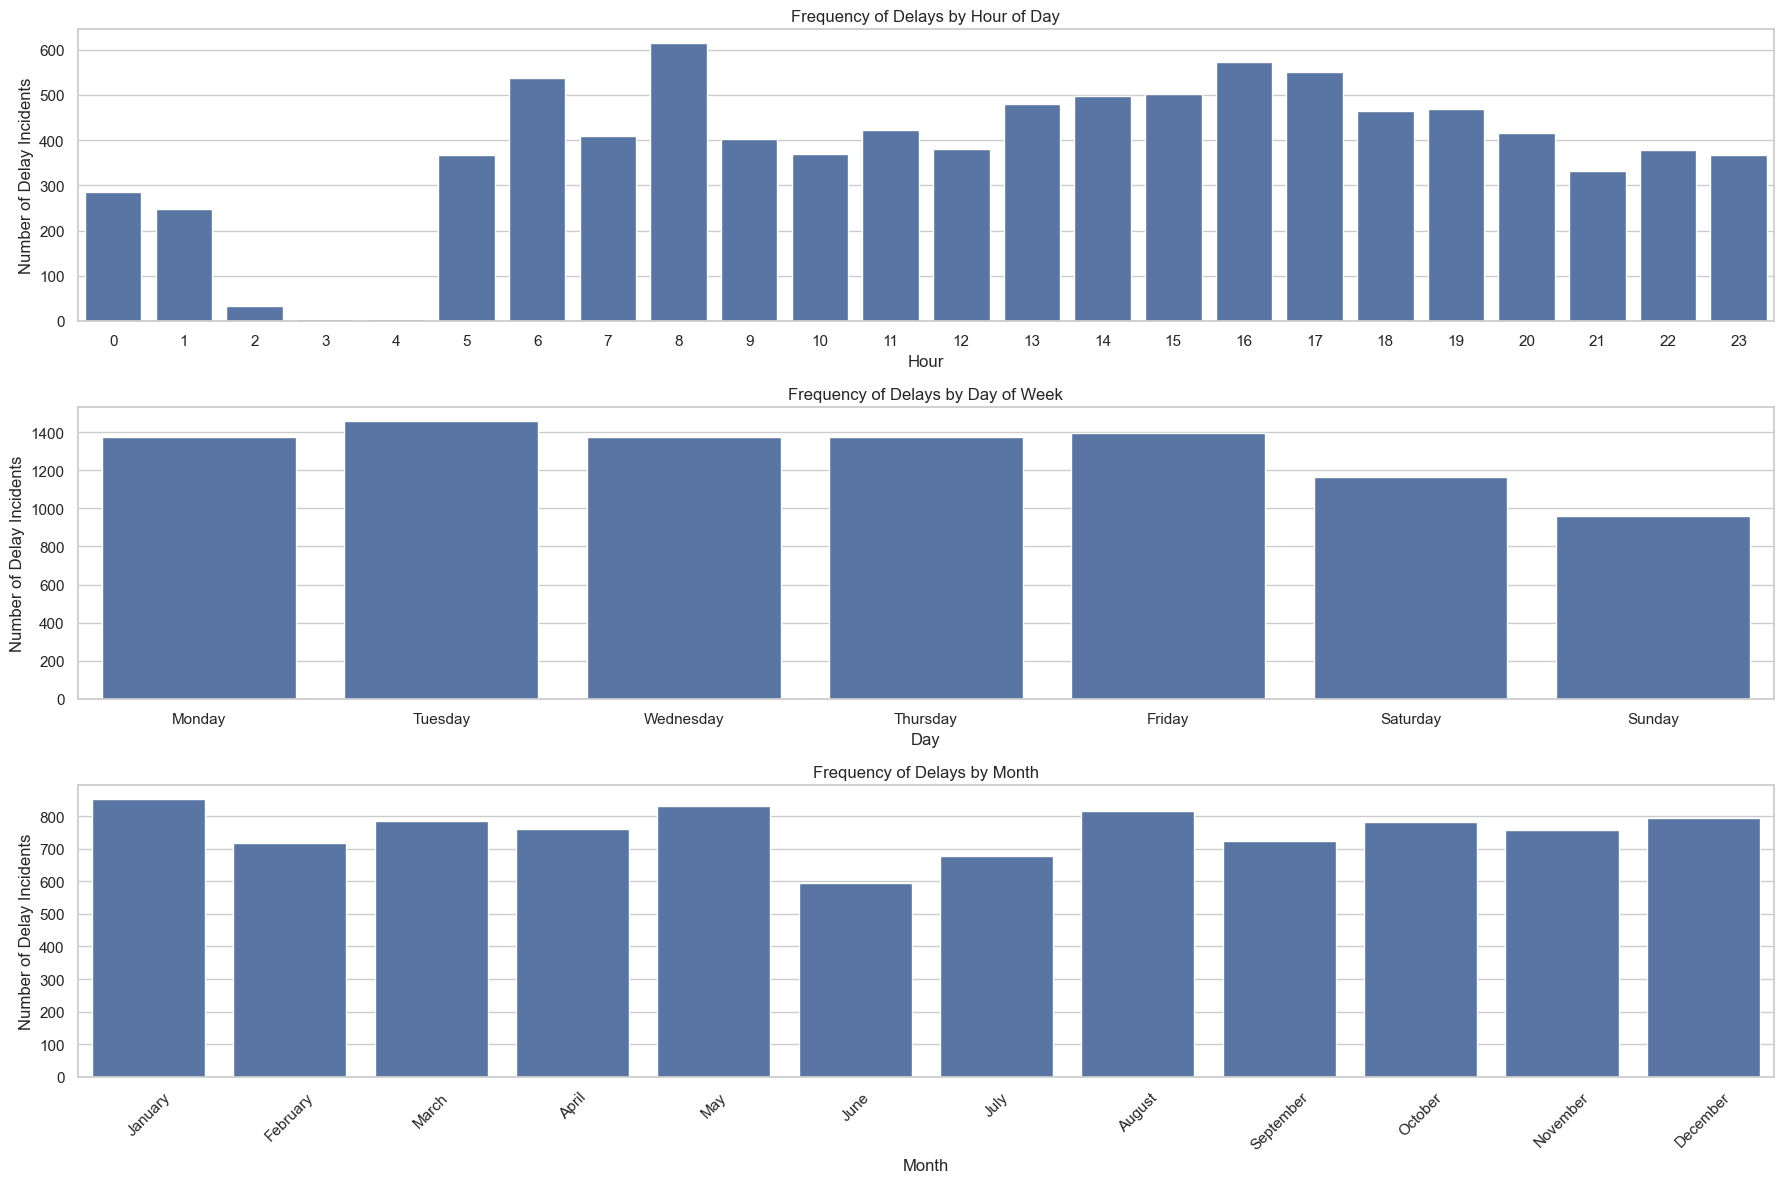 Frequency of Delays by Hour of Day
Number of Delay Incidents
600
500
400
300
200
100
0
0 1 2 3 4 5 6 7 8 9 10 11 12 13 14 15 16 17 18 19 20 21 22 23
Hour
Frequency of Delays by Day of Week
Number of Delay Incidents
1400
1200
1000
800
600
400
200
0
Monday Tuesday Wednesday Thursday Friday Saturday Sunday
Day
Frequency of Delays by Month
Number of Delay Incidents
800
700
600
500
400
300
200
100
0
January February March April May June July August September October November December
Month